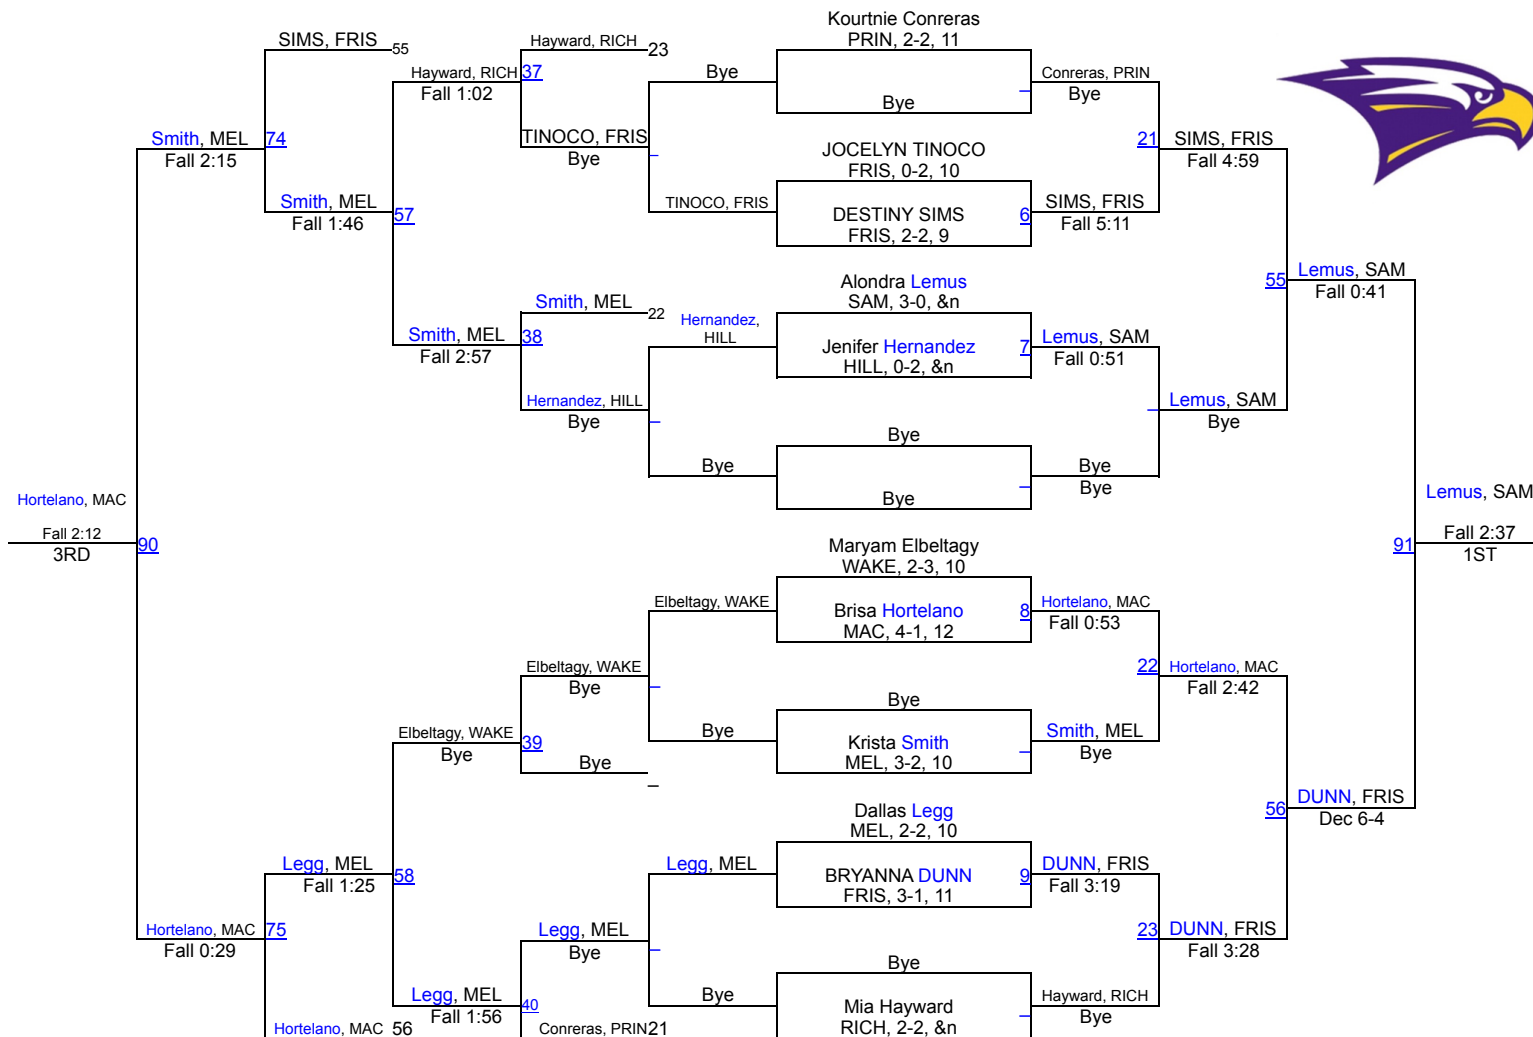 Kourtnie Conreras
PRIN, 2-2, 11
SIMS, FRIS 55
Hayward, RICH 23
Hayward, RICH 37
Fall 1:02
Bye
Bye
Conreras, PRIN
Bye
Smith, MEL 74
Fall 2:15
TINOCO, FRIS
Bye
JOCELYN TINOCO
FRIS, 0-2, 10
21 SIMS, FRIS
Fall 4:59
Smith, MEL 57
Fall 1:46
TINOCO, FRIS
DESTINY SIMS
FRIS, 2-2, 9
6 SIMS, FRIS
Fall 5:11
Alondra Lemus
SAM, 3-0, &n
55 Lemus, SAM
Fall 0:41
Smith, MEL 22
Smith, MEL 38
Fall 2:57
Hernandez,
HILL
Jenifer Hernandez
HILL, 0-2, &n
7 Lemus, SAM
Fall 0:51
Hernandez, HILL
Bye
Lemus, SAM
Bye
Bye
Bye
Bye
Bye
Bye
Hortelano, MAC
Fall 2:12
3RD
90
Lemus, SAM
91 Fall 2:37
1ST
Maryam Elbeltagy
WAKE, 2-3, 10
Elbeltagy, WAKE
Brisa Hortelano
MAC, 4-1, 12
8 Hortelano, MAC
Fall 0:53
Elbeltagy, WAKE
Bye
22 Hortelano, MAC
Fall 2:42
Bye
Elbeltagy, WAKE 39
Bye
Bye
Bye
Krista Smith
MEL, 3-2, 10
Smith, MEL
Bye
Dallas Legg
MEL, 2-2, 10
56 DUNN, FRIS
Dec 6-4
Legg, MEL 58
Fall 1:25
Legg, MEL
BRYANNA DUNN
FRIS, 3-1, 11
9 DUNN, FRIS
Fall 3:19
Hortelano, MAC 75
Fall 0:29
Legg, MEL
Bye
23 DUNN, FRIS
Fall 3:28
Bye
Legg, MEL 40
Fall 1:56
Bye
Mia Hayward
RICH, 2-2, &n
Hayward, RICH
Bye
Hortelano, MAC 56
Conreras, PRIN 21